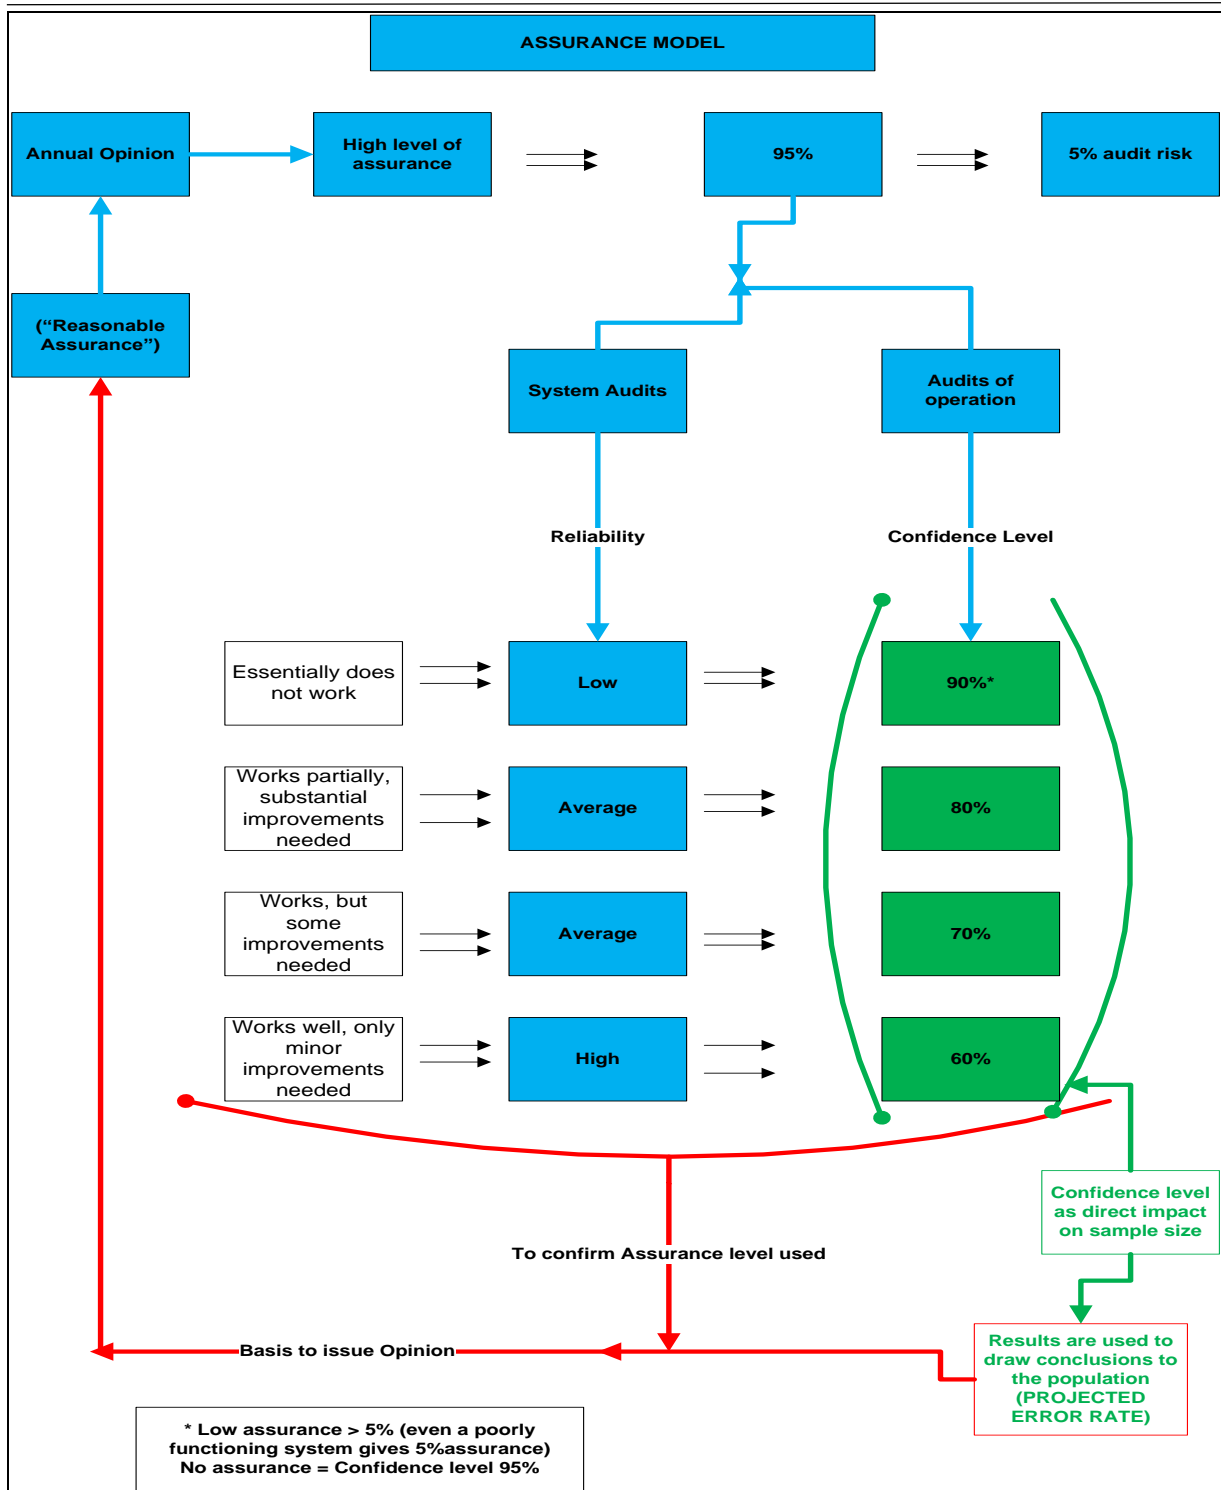 ASSURANCE MODEL
Annual Opinion
High level of
assurance
95%
5% audit risk
(“Reasonable
Assurance”)
System Audits
Audits of
operation
Reliability
Confidence Level
Essentially does
not work
Low
90%*
Works partially,
substantial
improvements
needed
Average
80%
Works, but
some
improvements
needed
Average
70%
Works well, only
minor
improvements
needed
High
60%
Confidence level
as direct impact
on sample size
To confirm Assurance level used
Basis to issue Opinion
Results are used to
draw conclusions to
the population
(PROJECTED
ERROR RATE)
* Low assurance > 5% (even a poorly
functioning system gives 5%assurance)
No assurance = Confidence level 95%